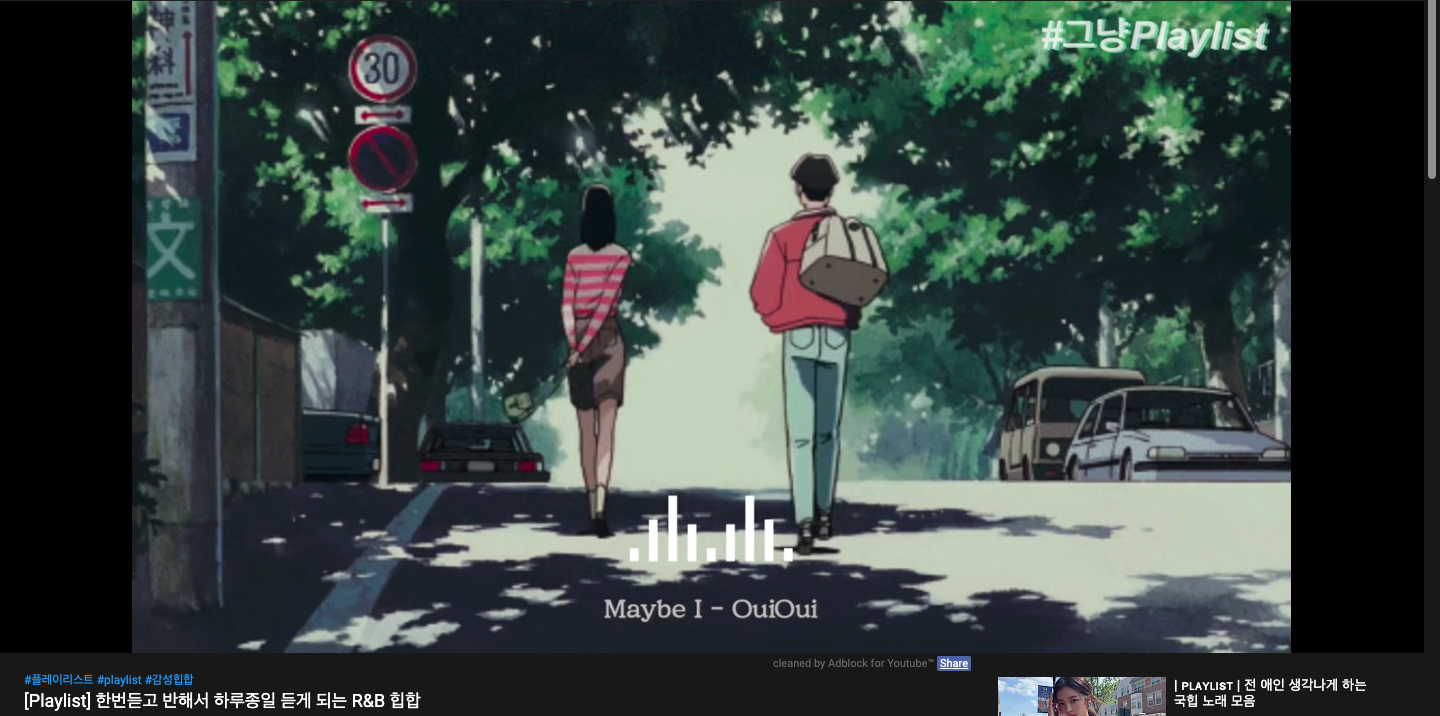 #그냥Playlist
神
科
30
文
Maybe I - OuiOui
cleaned by Adblock for Youtube™ Share
#플레이리스트 #playlist #감성힙합
[Playlist] 한번듣고 반해서 하루종일 듣게 되는 R&B 힙합
| PLAYLIST | 전 애인 생각나게 하는
국힙 노래 모음